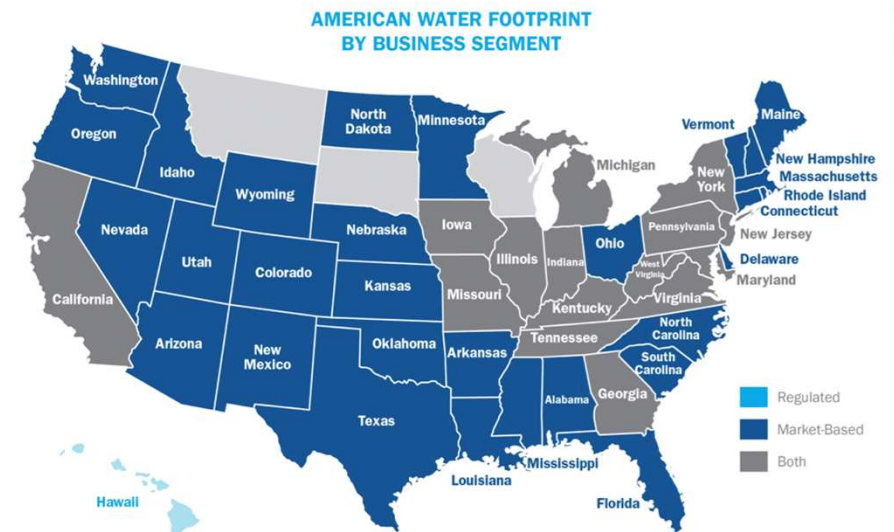 AMERICAN WATER FOOTPRINT
BY BUSINESS SEGMENT
Washington
Oregon
Idaho
Wyoming
North
Dakota
Minnesota
Nebraska
Nevada
Utah
Colorado
Kansas
California
Arizona
New
Mexico
Oklahoma
Texas
Iowa
Missouri
Arkansas
Louisiana
Illinois
Indiana
Michigan
Ohio
Kentucky
Tennessee
Mississippi
Alabama
Georgia
Florida
South
Carolina
North
Carolina
Virginia
West
Virginia
Pennsylvania
New
York
Vermont
Maine
New Hampshire
Massachusetts
Rhode Island
Connecticut
New Jersey
Delaware
Maryland
Hawaii
Regulated
Market-Based
Both